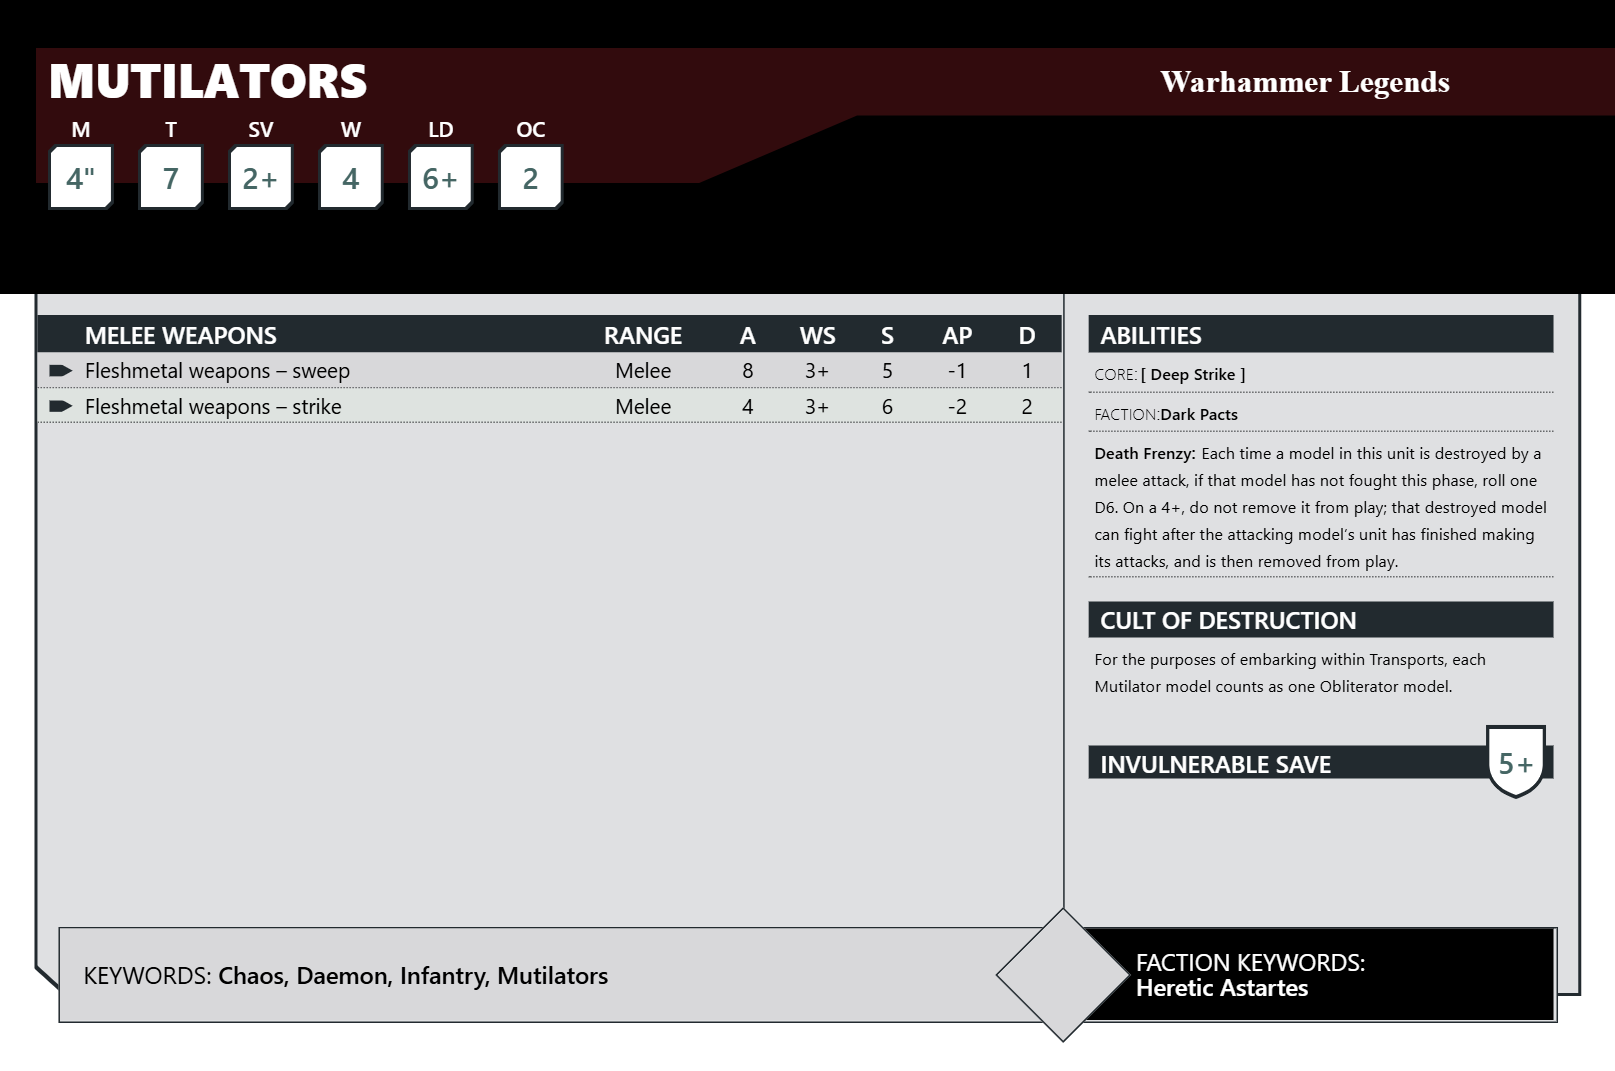 MUTILATORS
Warhammer Legends
M T SV W LD OC
4" 7 2+ 4 6+ 2
MELEE WEAPONS RANGE A WS S AP D
Fleshmetal weapons – sweep Melee 8 3+ 5 -1 1
Fleshmetal weapons – strike Melee 4 3+ 6 -2 2
ABILITIES
CORE: [ Deep Strike ]
FACTION:Dark Pacts
Death Frenzy: Each time a model in this unit is destroyed by a
melee attack, if that model has not fought this phase, roll one
D6. On a 4+, do not remove it from play; that destroyed model
can fight after the attacking model’s unit has finished making
its attacks, and is then removed from play.
CULT OF DESTRUCTION
For the purposes of embarking within Transports, each
Mutilator model counts as one Obliterator model.
INVULNERABLE SAVE 5+
KEYWORDS: Chaos, Daemon, Infantry, Mutilators
FACTION KEYWORDS:
Heretic Astartes